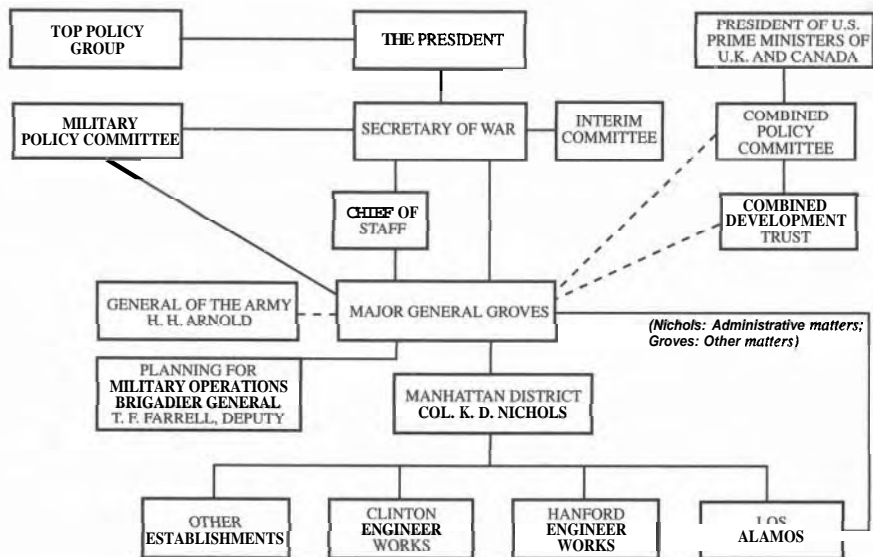 TOP POLICY
GROUP
THE PRESIDENT
PRESIDENT OF U.S.
PRIME MINISTERS OF
U.K. AND CANADA
MILITARY
POLICY COMMITTEE
SECRETARY OF WAR
INTERIM
COMMITTEE
COMBINED
POLICY
COMMITTEE
CHIEF OF
STAFF
COMBINED
DEVELOPMENT
TRUST
GENERAL OF THE ARMY
H. H. ARNOLD
MAJOR GENERAL GROVES
(Nichols: Administrative matters;
Groves: Other matters)
PLANNING FOR
MILITARY OPERATIONS
BRIGADIER GENERAL
T. F. FARRELL, DEPUTY
MANHATTAN DISTRICT
COL. K. D. NICHOLS
OTHER
ESTABLISHMENTS
CLINTON
ENGINEER
WORKS
HANFORD
ENGINEER
WORKS
LOS
ALAMOS